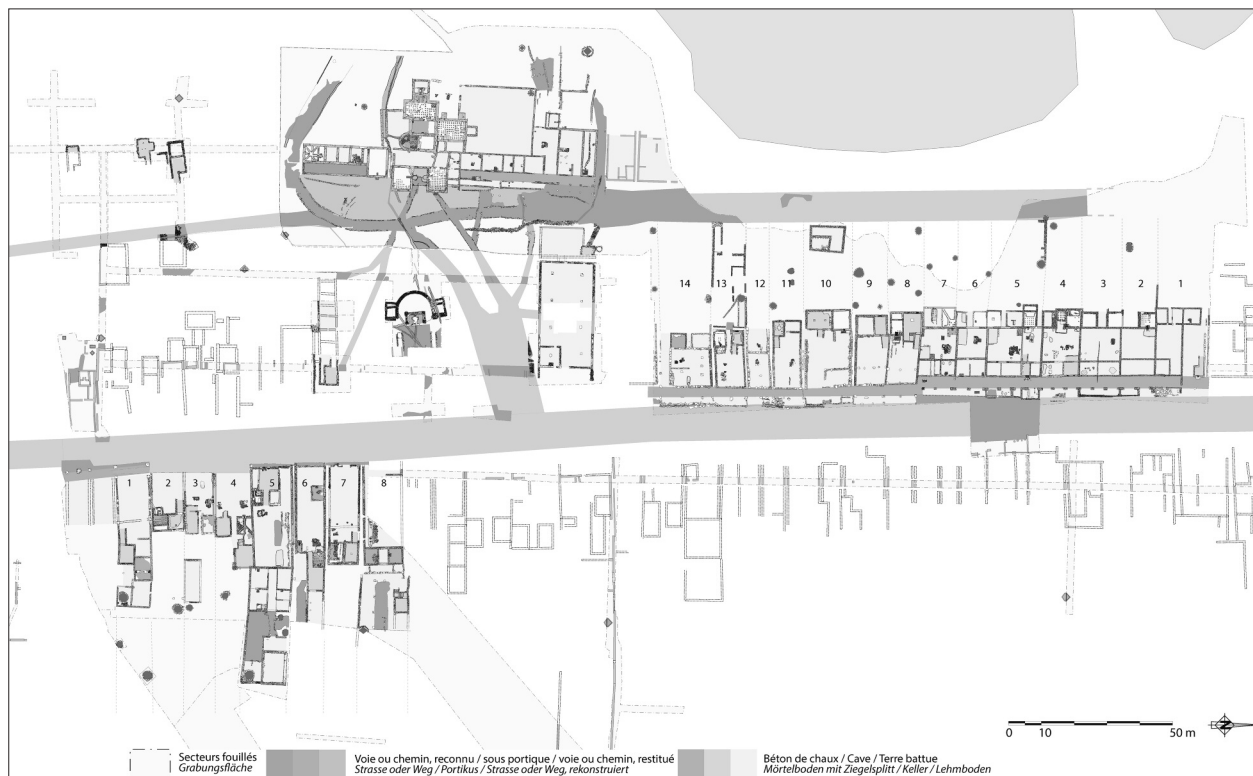 14 13 12 11 10 9 8 7 6 5 4 3 2 1
1 2 3 4 5 6 7 8
0 10 50 m
N
Secteurs fouillés
Grabungsfläche
Voie ou chemin, reconnu / sous portique / voie ou chemin, restitué
Strasse oder Weg / Portikus / Strasse oder Weg, rekonstruiert
Béton de chaux / Cave / Terre battue
Mörtelboden mit Ziegelsplitt / Keller / Lehmboden